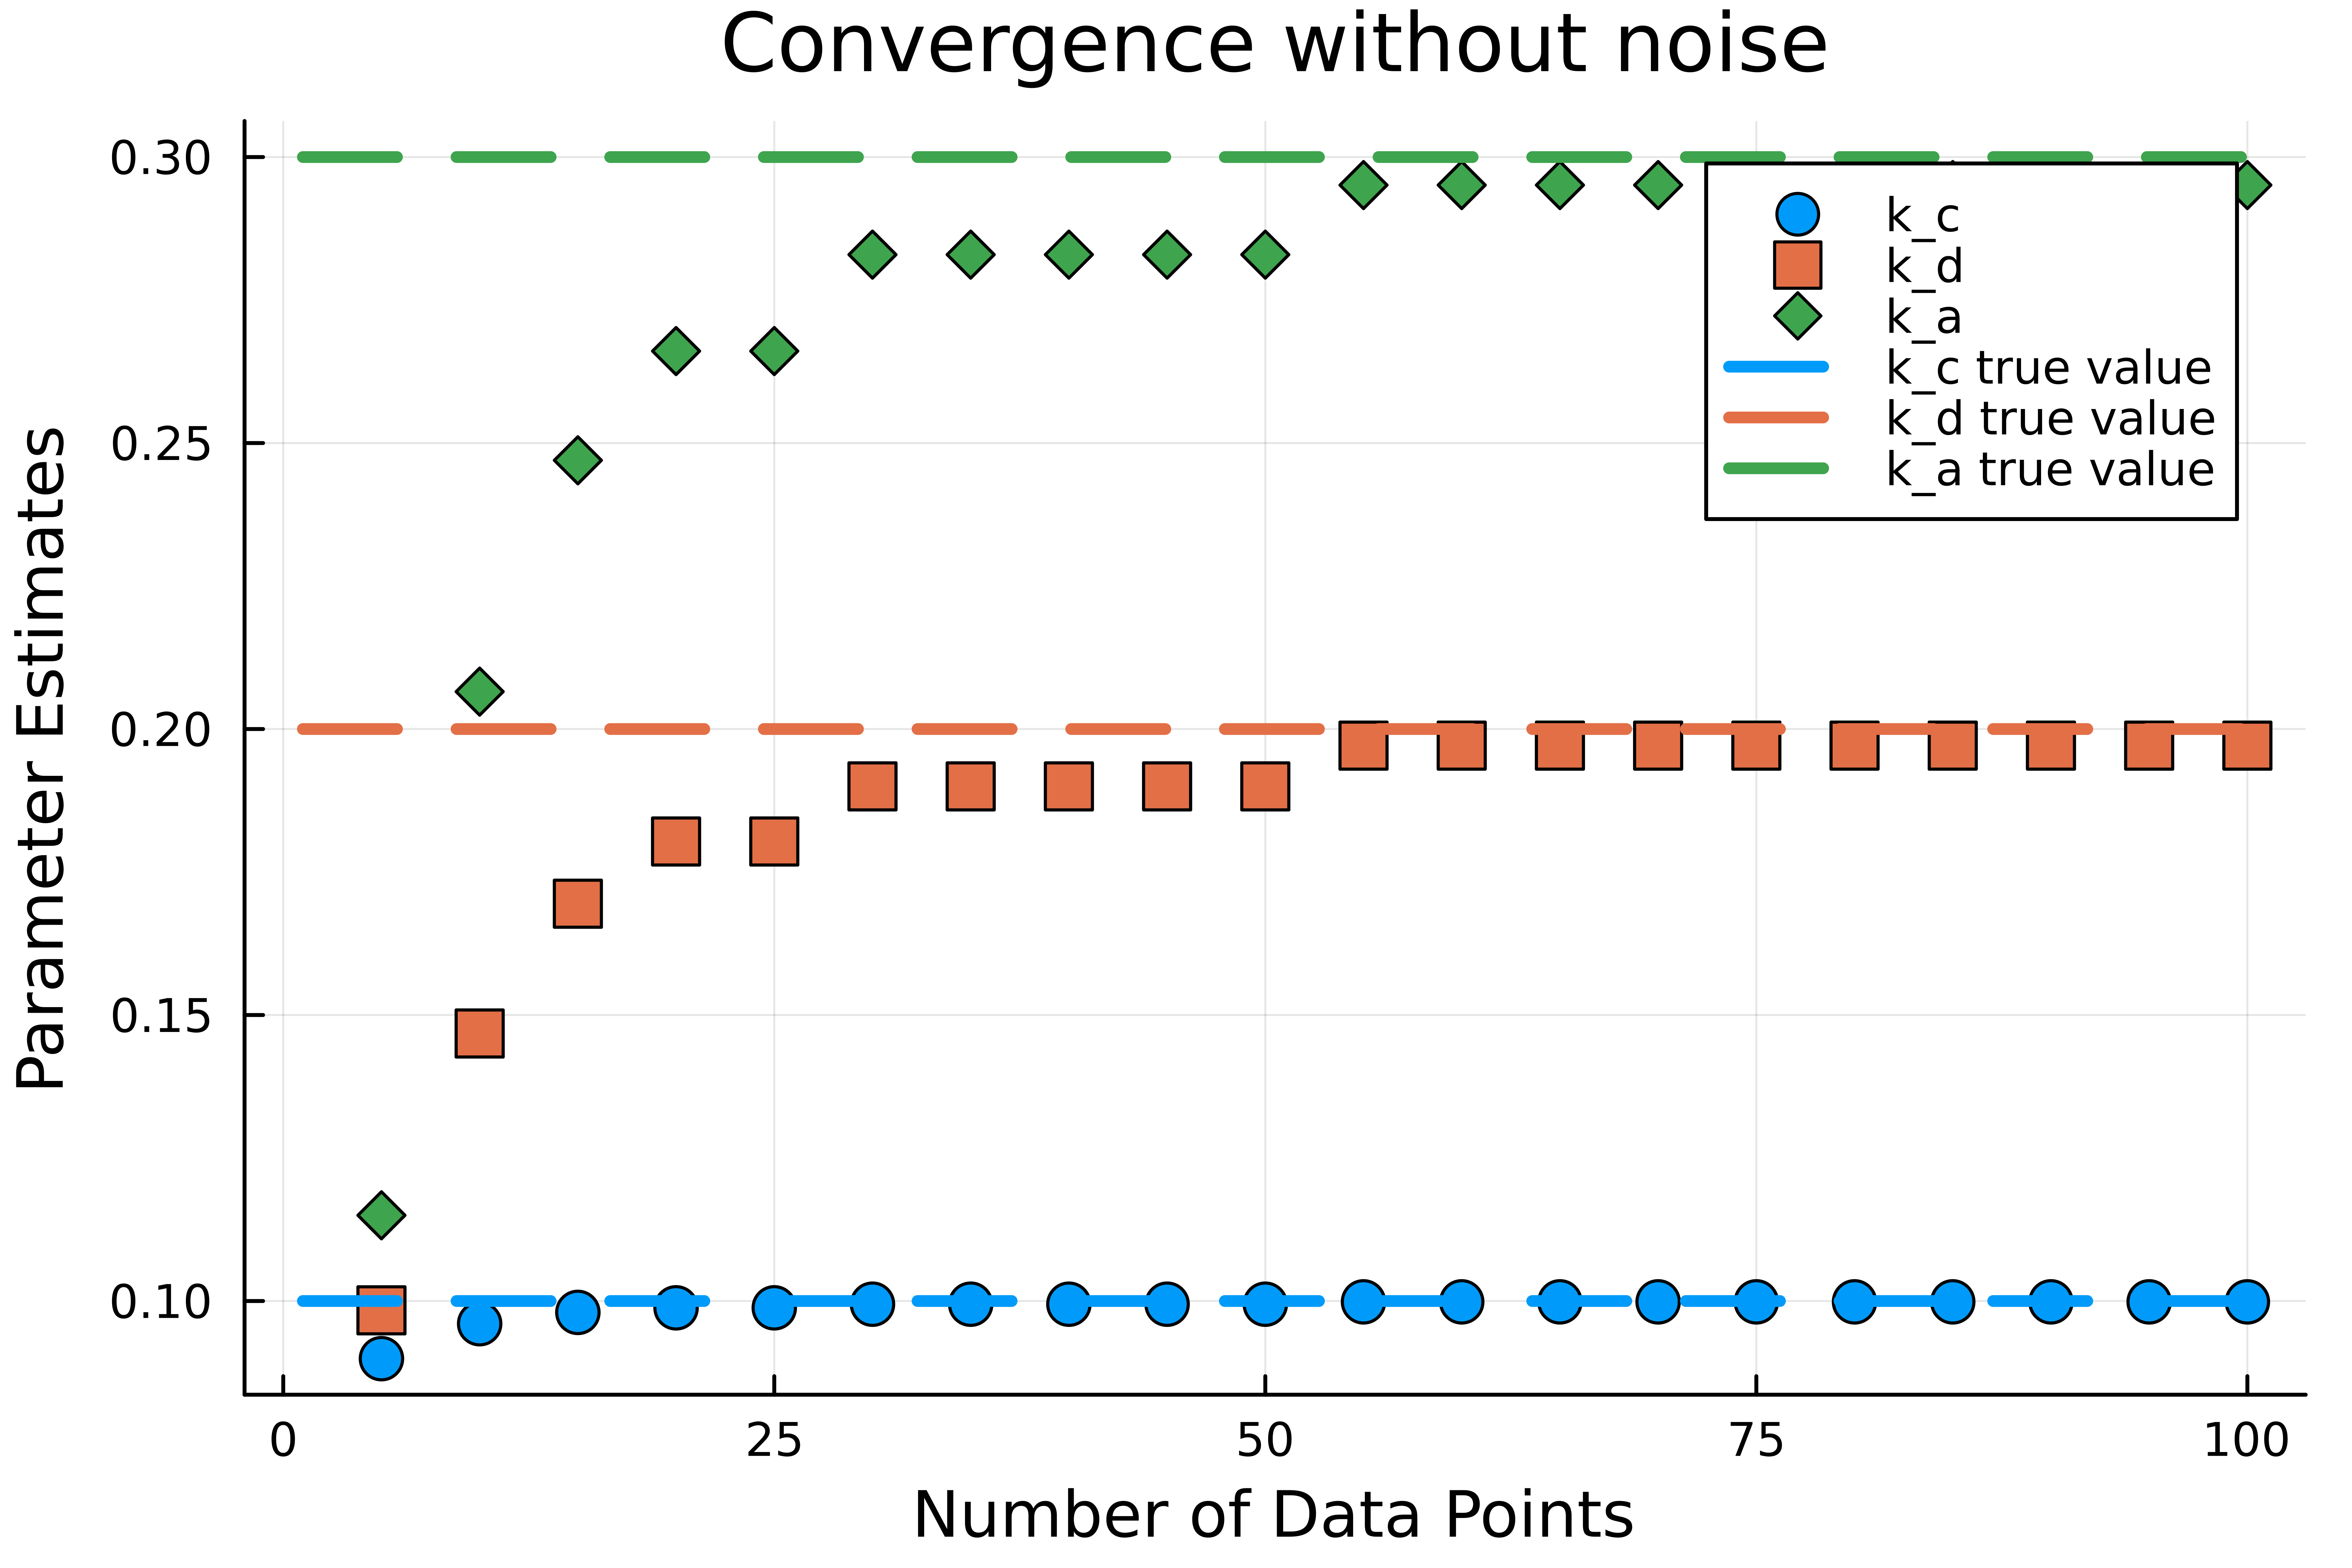 Convergence without noise
Parameter Estimates
0.30
0.25
0.20
0.15
0.10
k_c
k_d
k_a
k_c true value
k_d true value
k_a true value
0 25 50 75 100
Number of Data Points